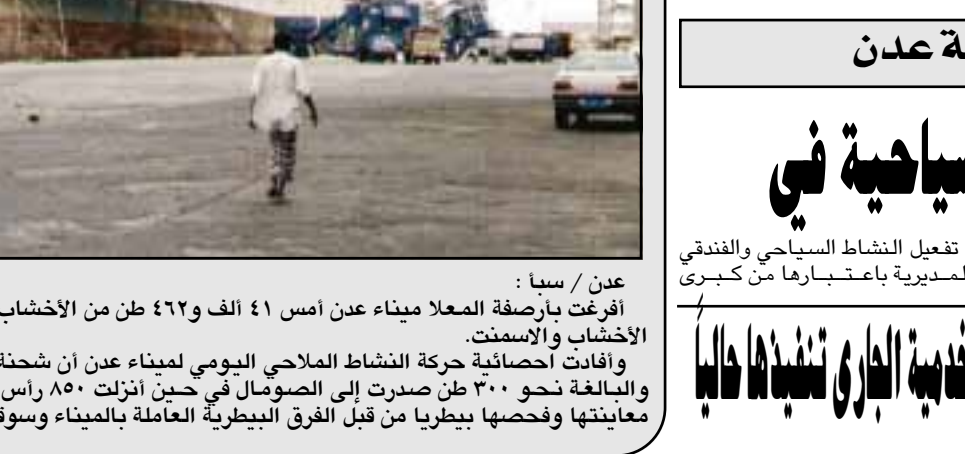 ة عدن
سياحية في
تفعيل النشاط السياحي والفندقي
لمديرية باعتبارها من كبرى
خدمية الجارى تنفيذها حالياً
عدن / سبأ :
أفرغت بأرصفة المعلا ميناء عدن أمس ٤١ ألف و٤٦٢ طن من الأخشاب
الأخشاب والاسمنت.
وأفادت احصائية حركة النشاط الملاحي اليومي لميناء عدن أن شحنة
والبالغة نحو ٣٠٠ طن صدرت إلى الصومال في حين أنزلت ٨٥٠ رأس
معاينتها وفحصها بيطريا من قبل الفرق البيطرية العاملة بالميناء وسوق